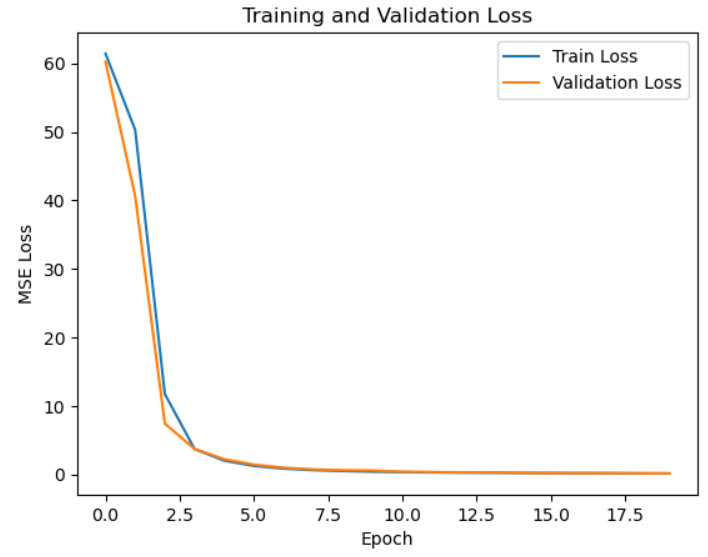 Training and Validation Loss
Train Loss
Validation Loss
MSE Loss
60
50
40
30
20
10
0
0.0 2.5 5.0 7.5 10.0 12.5 15.0 17.5
Epoch